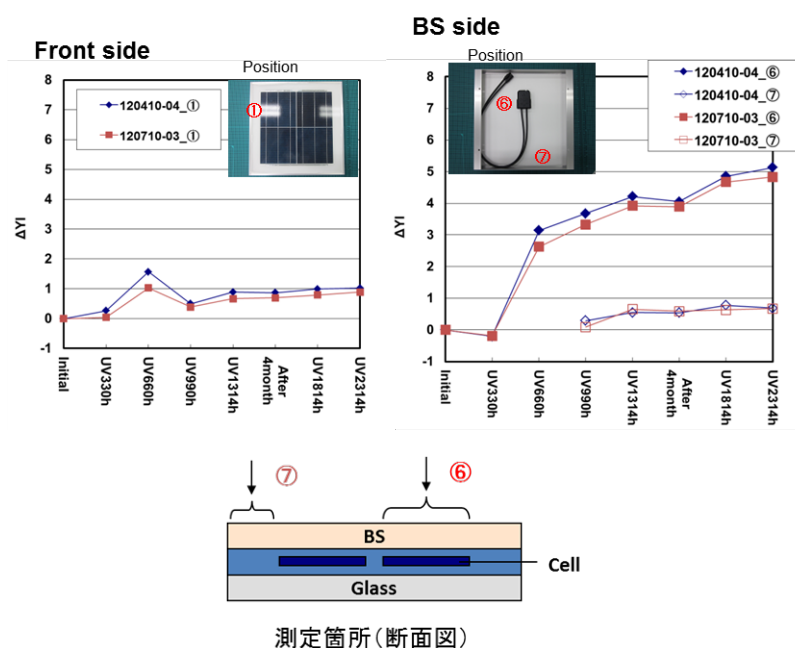 Front side
Position
①
120410-04_①
120710-03_①
8
7
6
5
4
3
2
1
0
-1
ΔYI
Initial
UV330h
UV660h
UV990h
UV1314h
After 4month
UV1814h
UV2314h
BS side
Position
⑥
⑦
120410-04_⑥
120410-04_⑦
120710-03_⑥
120710-03_⑦
8
7
6
5
4
3
2
1
0
-1
ΔYI
Initial
UV330h
UV660h
UV990h
UV1314h
After
4month
UV1814h
UV2314h
⑦
⑥
BS
Cell
Glass
測定箇所(断面図)